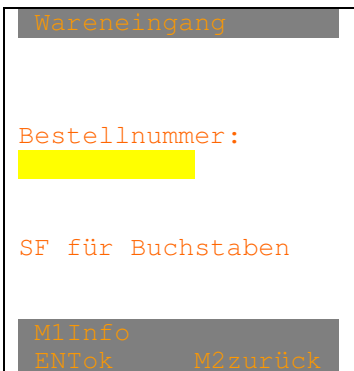 Wareneingang
Bestellnummer:
SF für Buchstaben
M1Info
ENTok M2zurück